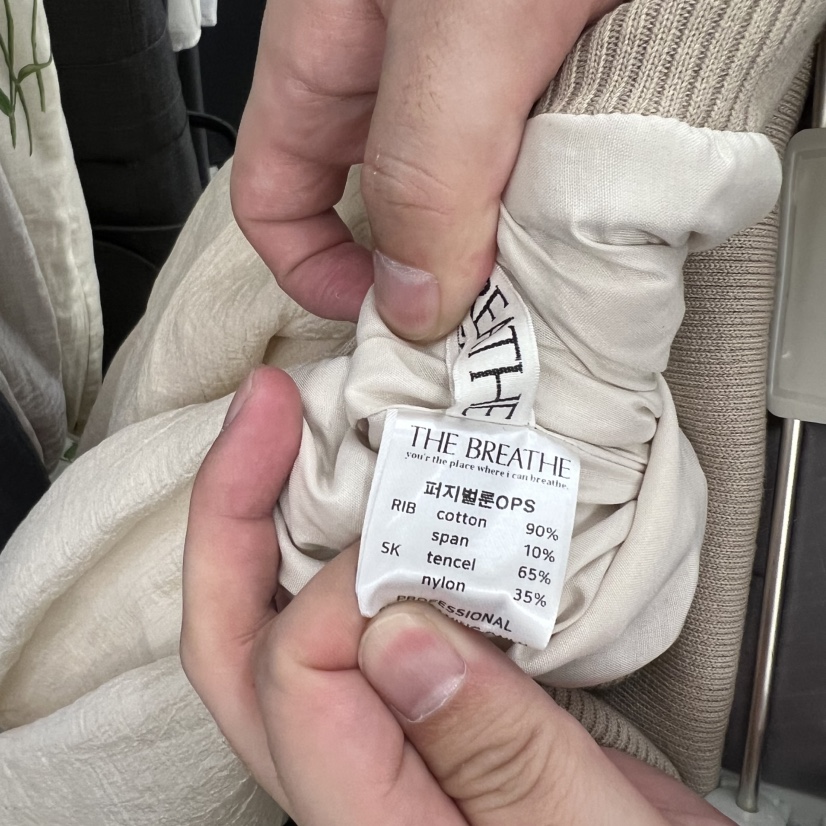 BREATHE
THE BREATHE
you'r the place where i can breathe.
퍼지벌룬OPS
RIB cotton 90%
span 10%
SK tencel 65%
nylon 35%
PROFESSIONAL